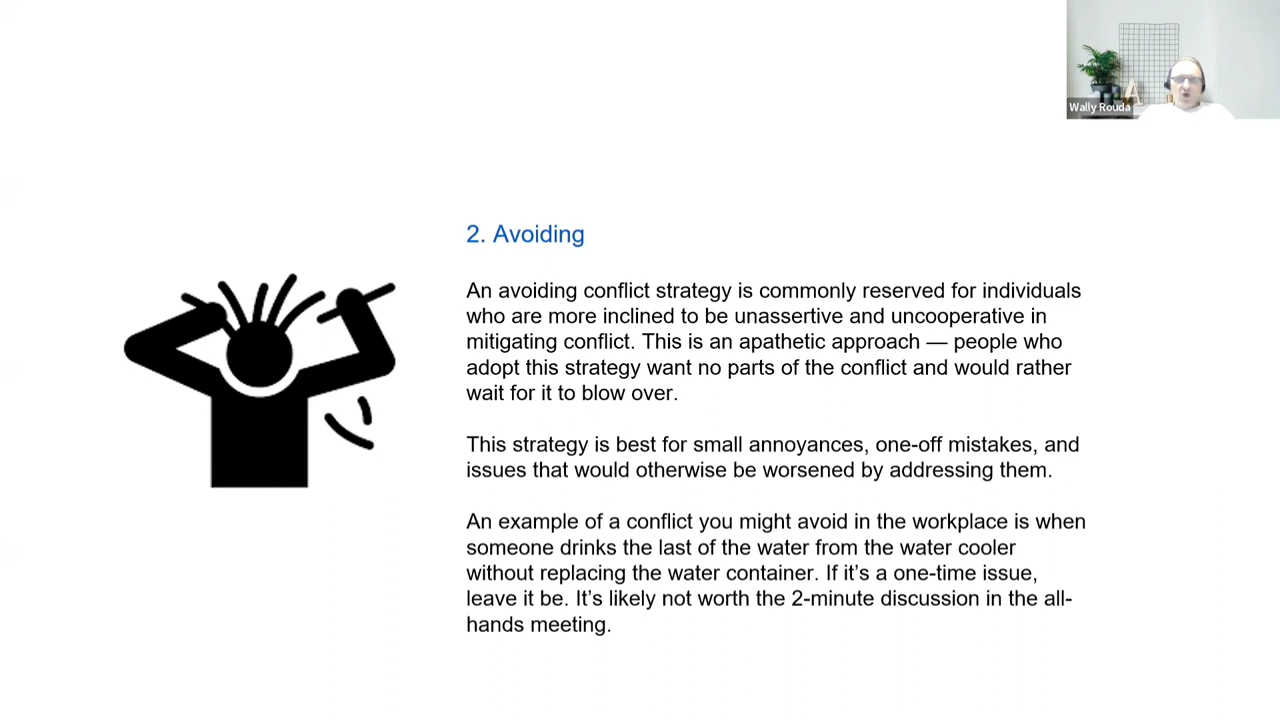 Wally Rouda
2. Avoiding
An avoiding conflict strategy is commonly reserved for individuals
who are more inclined to be unassertive and uncooperative in
mitigating conflict. This is an apathetic approach — people who
adopt this strategy want no parts of the conflict and would rather
wait for it to blow over.
This strategy is best for small annoyances, one-off mistakes, and
issues that would otherwise be worsened by addressing them.
An example of a conflict you might avoid in the workplace is when
someone drinks the last of the water from the water cooler
without replacing the water container. If it’s a one-time issue,
leave it be. It’s likely not worth the 2-minute discussion in the all-
hands meeting.